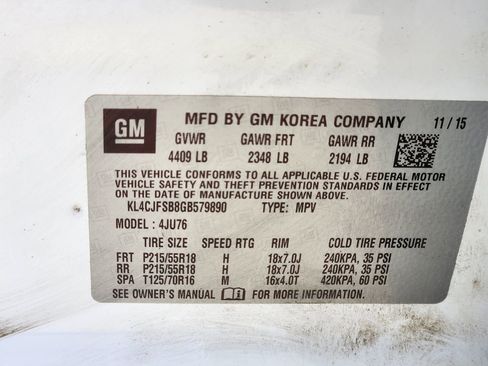 GM MFD BY GM KOREA COMPANY 11/15
GVWR GAWR FRT GAWR RR
4409 LB 2348 LB 2194 LB
THIS VEHICLE CONFORMS TO ALL APPLICABLE U.S. FEDERAL MOTOR
VEHICLE SAFETY AND THEFT PREVENTION STANDARDS IN EFFECT
ON THE DATE OF MANUFACTURE SHOWN ABOVE.
KL4CJFSB8GB579890 TYPE: MPV
MODEL : 4JU76
TIRE SIZE SPEED RTG RIM COLD TIRE PRESSURE
FRT P215/55R18 H 18x7.0J 240KPA, 35 PSI
RR P215/55R18 H 18x7.0J 240KPA, 35 PSI
SPA T125/70R16 M 16x4.0T 420KPA, 60 PSI
SEE OWNER'S MANUAL FOR MORE INFORMATION.